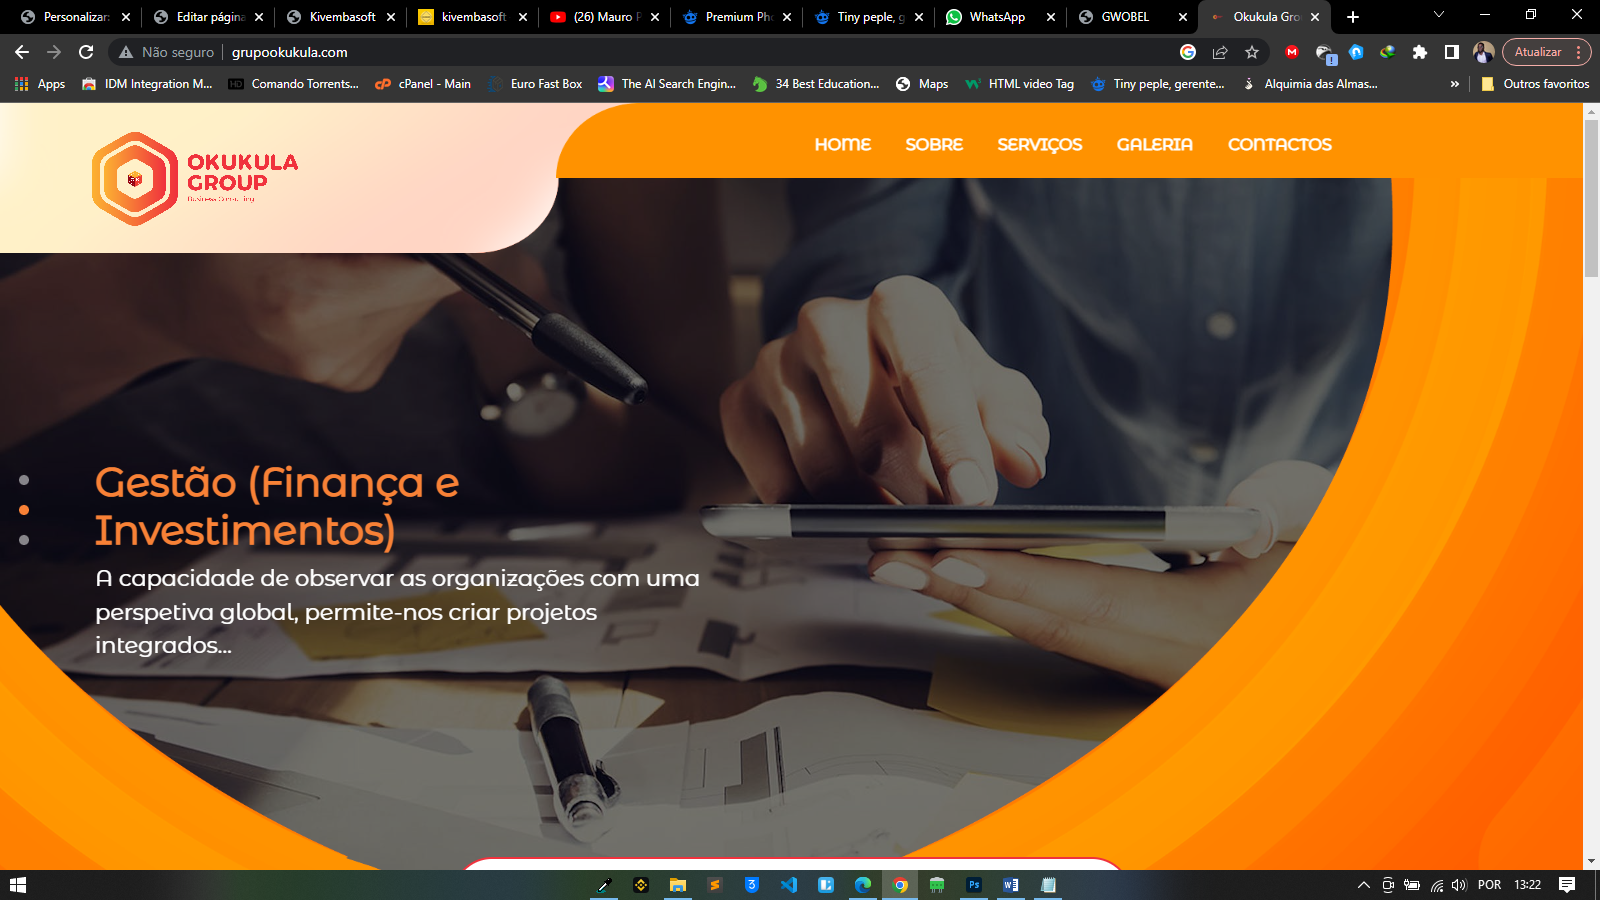 Personalizar:
Editar página
Kivembasoft
kivembasoft
(26) Mauro P
Premium Pho
Tiny peple, g
WhatsApp
GWOBEL
Okukula Gro
Não seguro
grupookukula.com
Atualizar
Apps
IDM Integration M...
HD
Comando Torrents...
cPanel - Main
Euro Fast Box
The AI Search Engin...
34 Best Education...
Maps
HTML video Tag
Tiny peple, gerente...
Alquimia das Almas...
»
Outros favoritos
OKUKULA
GROUP
Business Consulting
HOME
SOBRE
SERVIÇOS
GALERIA
CONTACTOS
Gestão (Finança e
Investimentos)
A capacidade de observar as organizações com uma
perspetiva global, permite-nos criar projetos
integrados...
POR
13:22